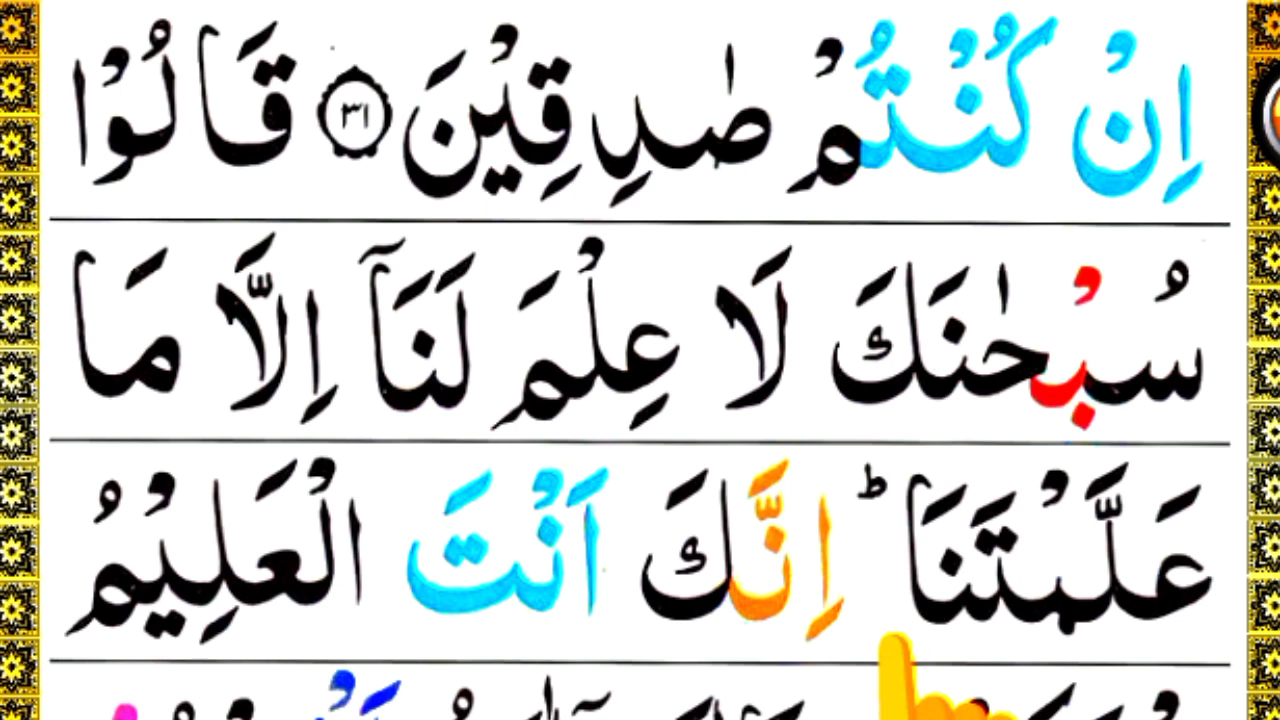 اِنْ كُنْتُمْ صٰدِقِيْنَ ﴿٣١﴾ قَالُوْا
سُبْحٰنَكَ لَا عِلْمَ لَنَاۤ اِلَّا مَا
عَلَّمْتَنَا ؕ اِنَّكَ اَنْتَ الْعَلِيْمُ